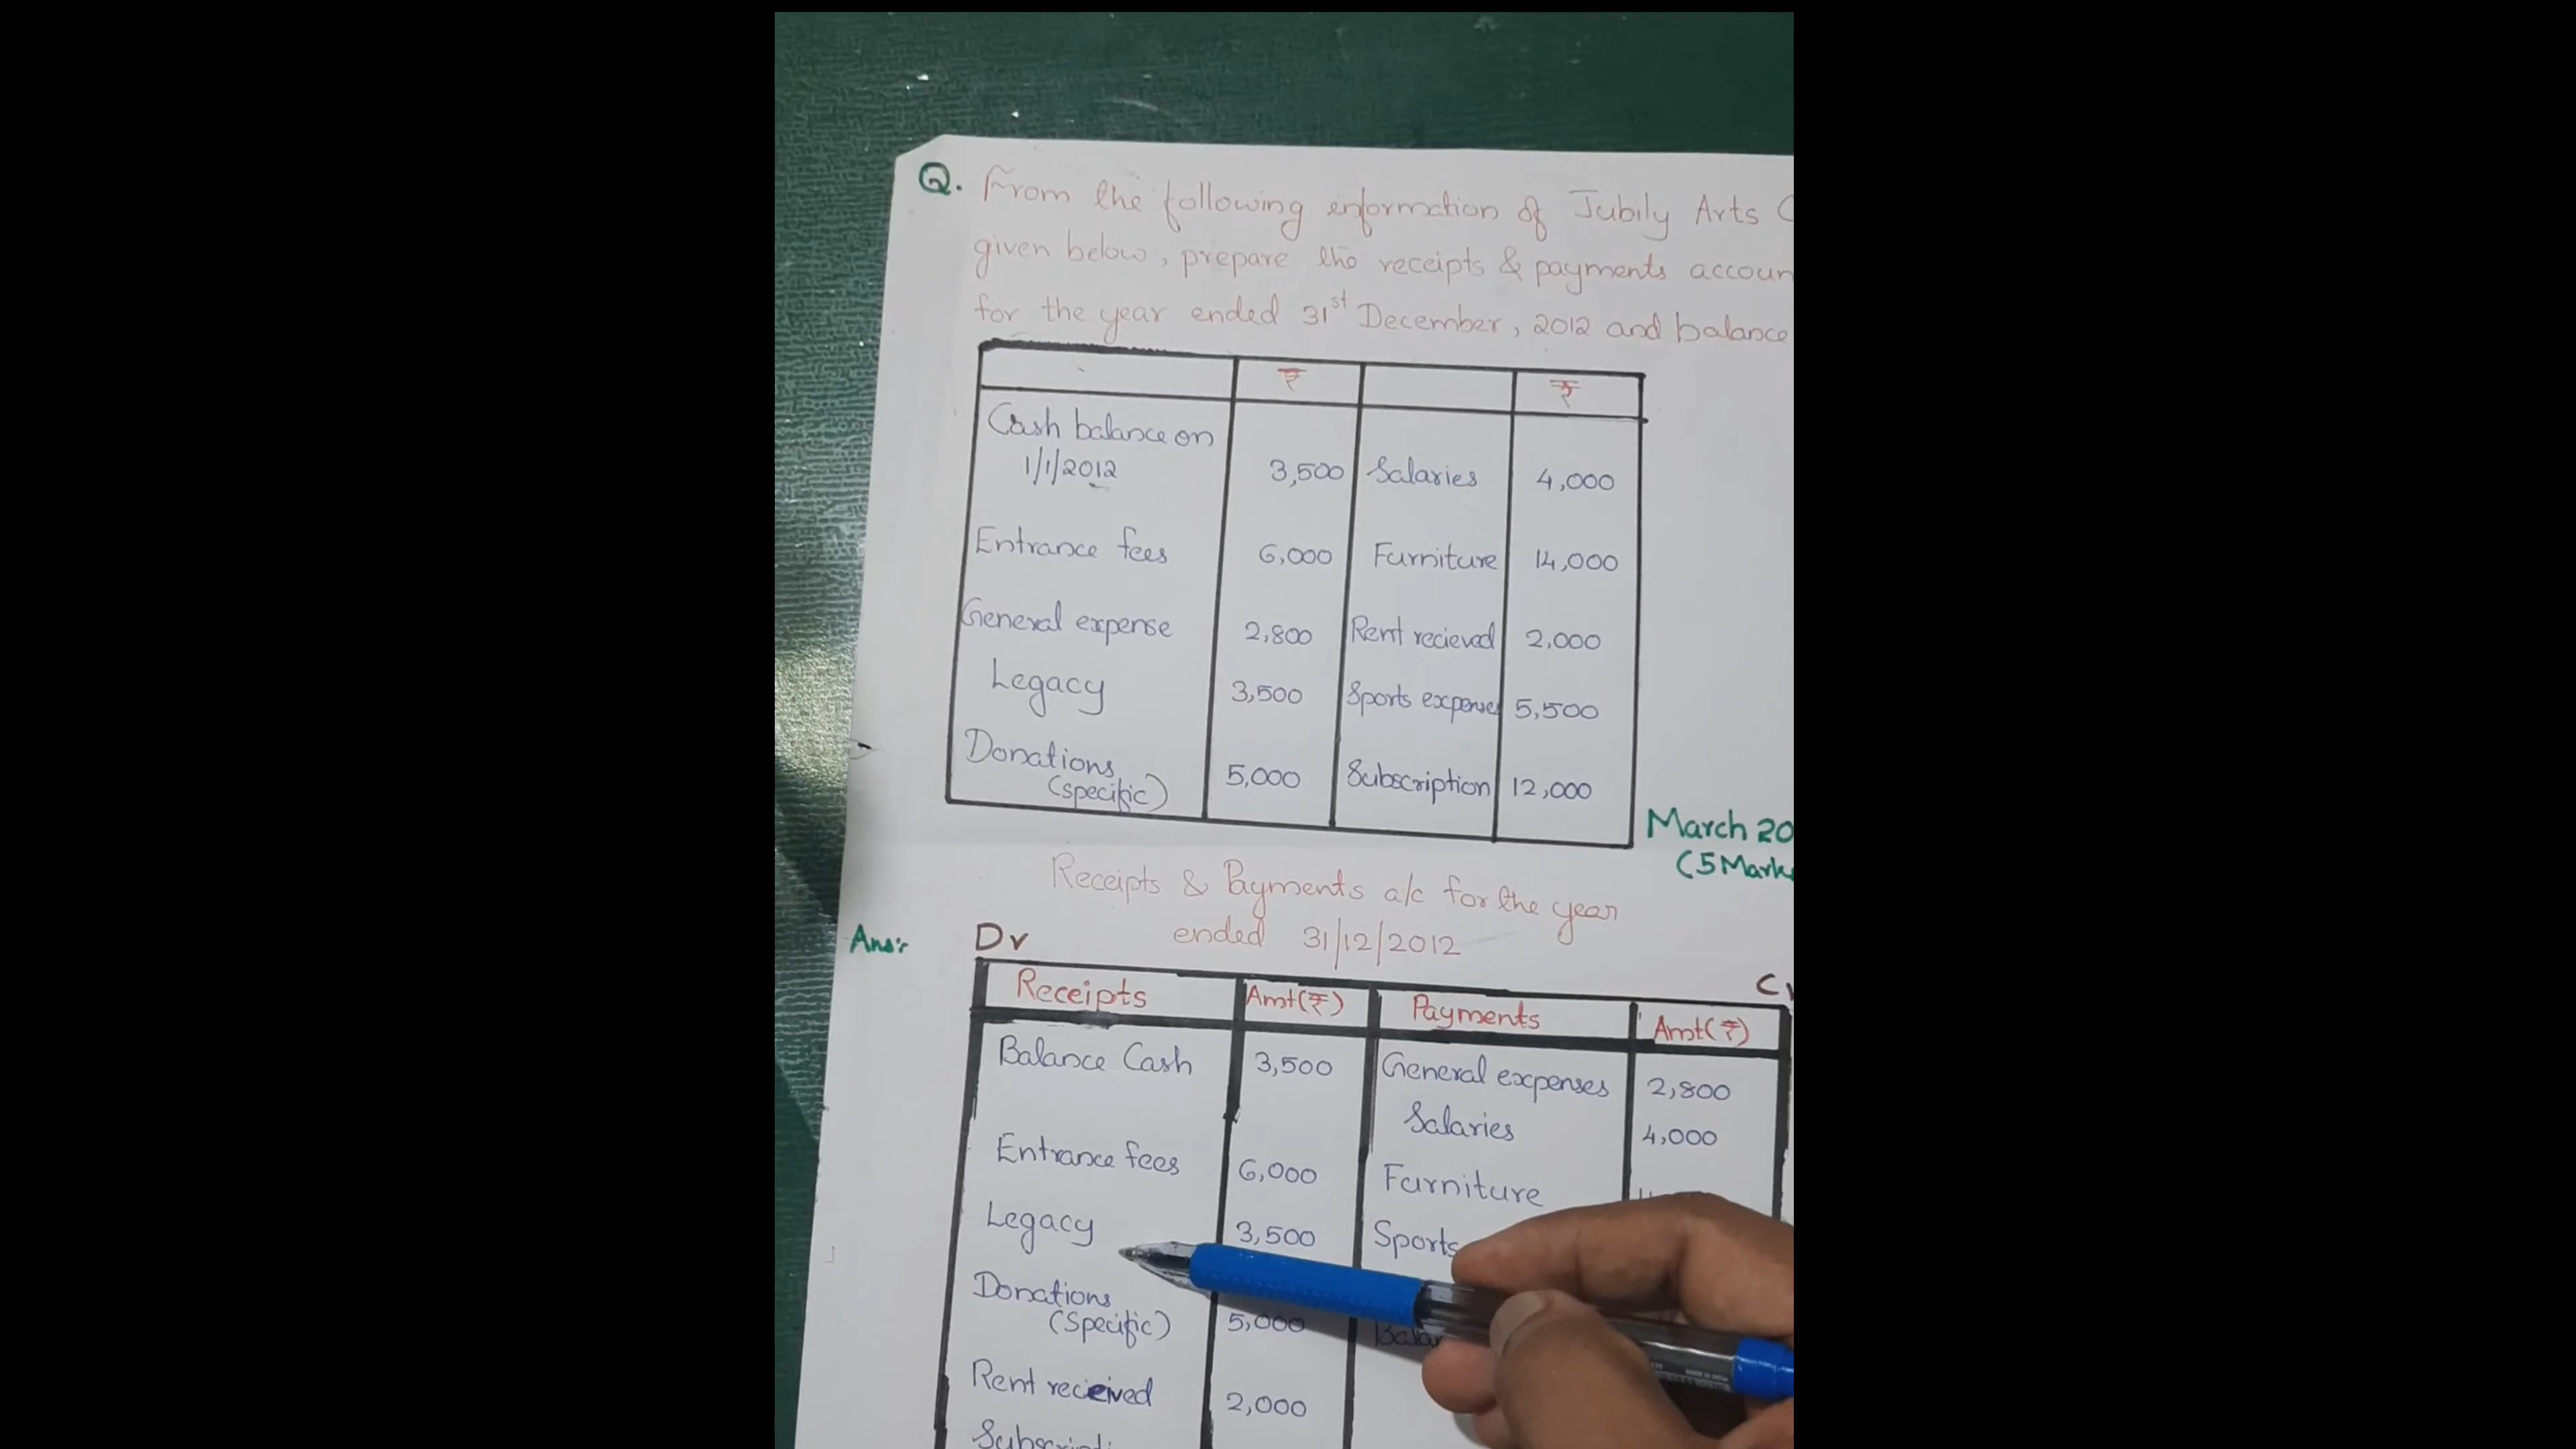 Q. From the following information of Jubily Arts C
given below, prepare the receipts & payments accoun
for the year ended 31st December, 2012 and balance
₹ ₹
Cash balance on
1/1/2012 3,500 Salaries 4,000
Entrance fees 6,000 Furniture 14,000
General expense 2,800 Rent recieved 2,000
Legacy 3,500 Sports expenses 5,500
Donations
(specific) 5,000 Subscription 12,000
March 20
(5 Marks
Receipts & Payments a/c for the year
ended 31/12/2012
Ans:
Dr
Cr
Receipts Amt(₹) Payments Amt(₹)
Balance Cash 3,500 General expenses 2,800
Salaries 4,000
Entrance fees 6,000 Furniture
Legacy 3,500 Sports
Donations
(Specific) 5,000
Rent received 2,000